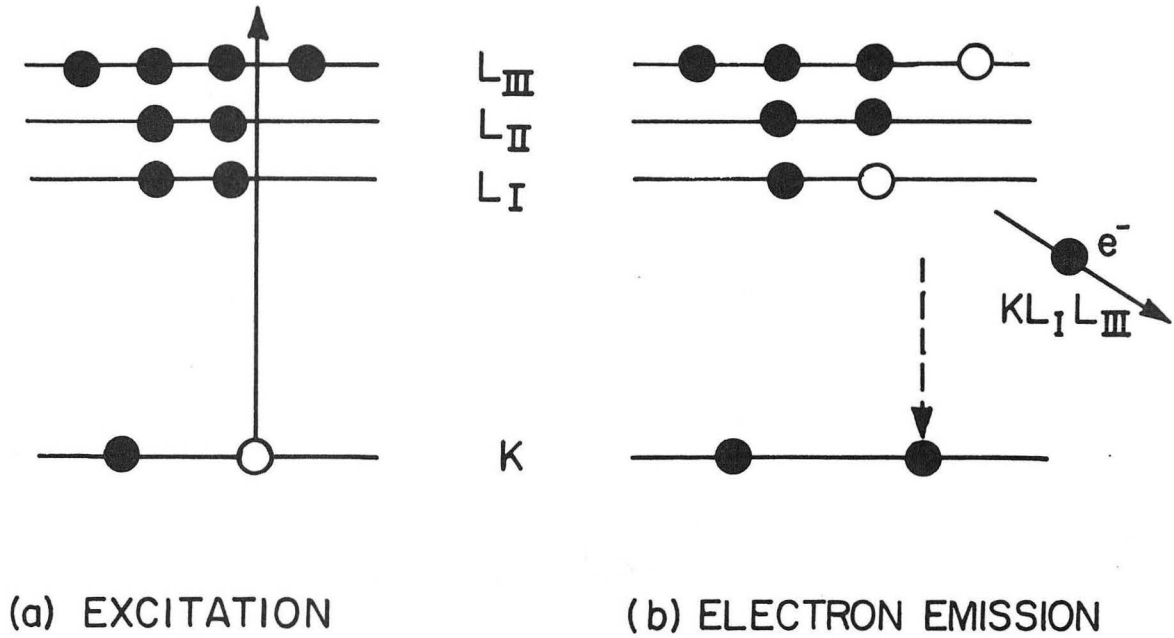 L_III
L_II
L_I
K
e⁻
KL_I L_III
(a) EXCITATION
(b) ELECTRON EMISSION